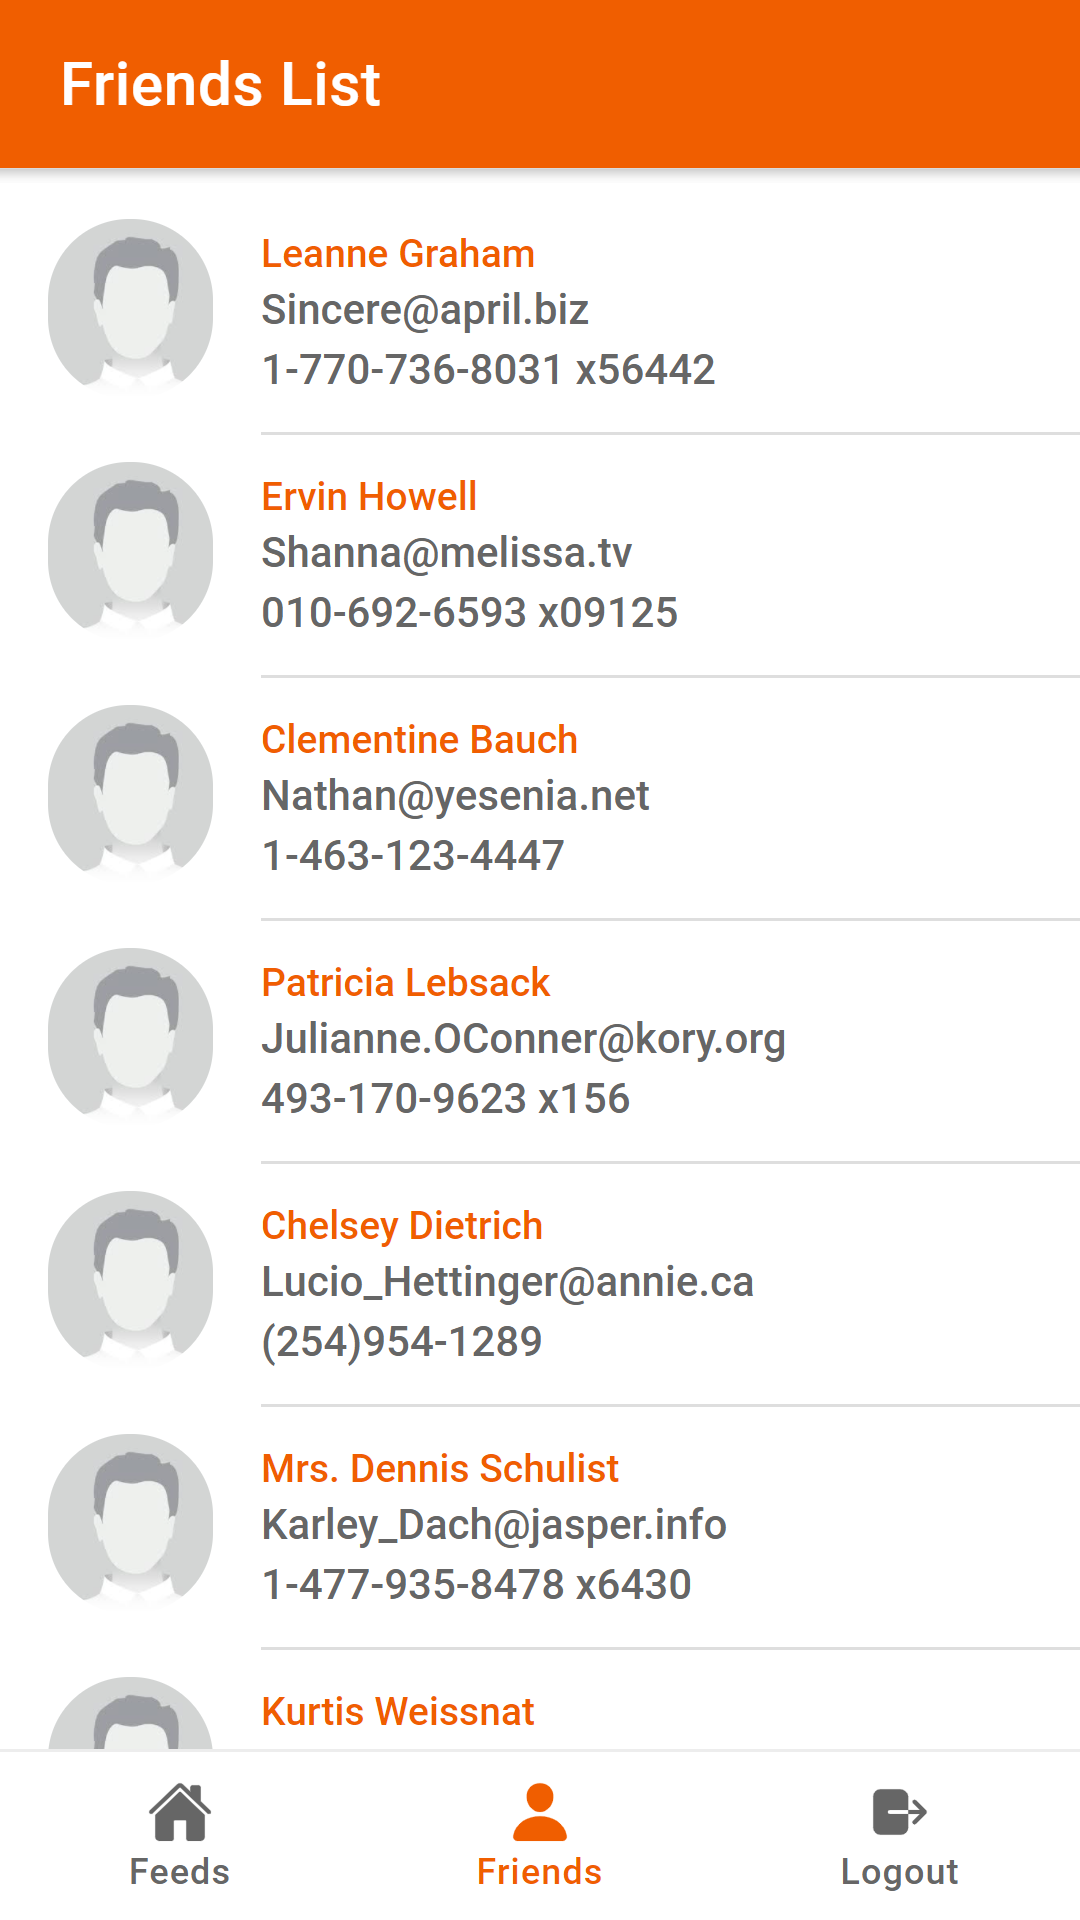 Friends List
Leanne Graham
Sincere@april.biz
1-770-736-8031 x56442
Ervin Howell
Shanna@melissa.tv
010-692-6593 x09125
Clementine Bauch
Nathan@yesenia.net
1-463-123-4447
Patricia Lebsack
Julianne.OConner@kory.org
493-170-9623 x156
Chelsey Dietrich
Lucio_Hettinger@annie.ca
(254)954-1289
Mrs. Dennis Schulist
Karley_Dach@jasper.info
1-477-935-8478 x6430
Kurtis Weissnat
Feeds Friends Logout